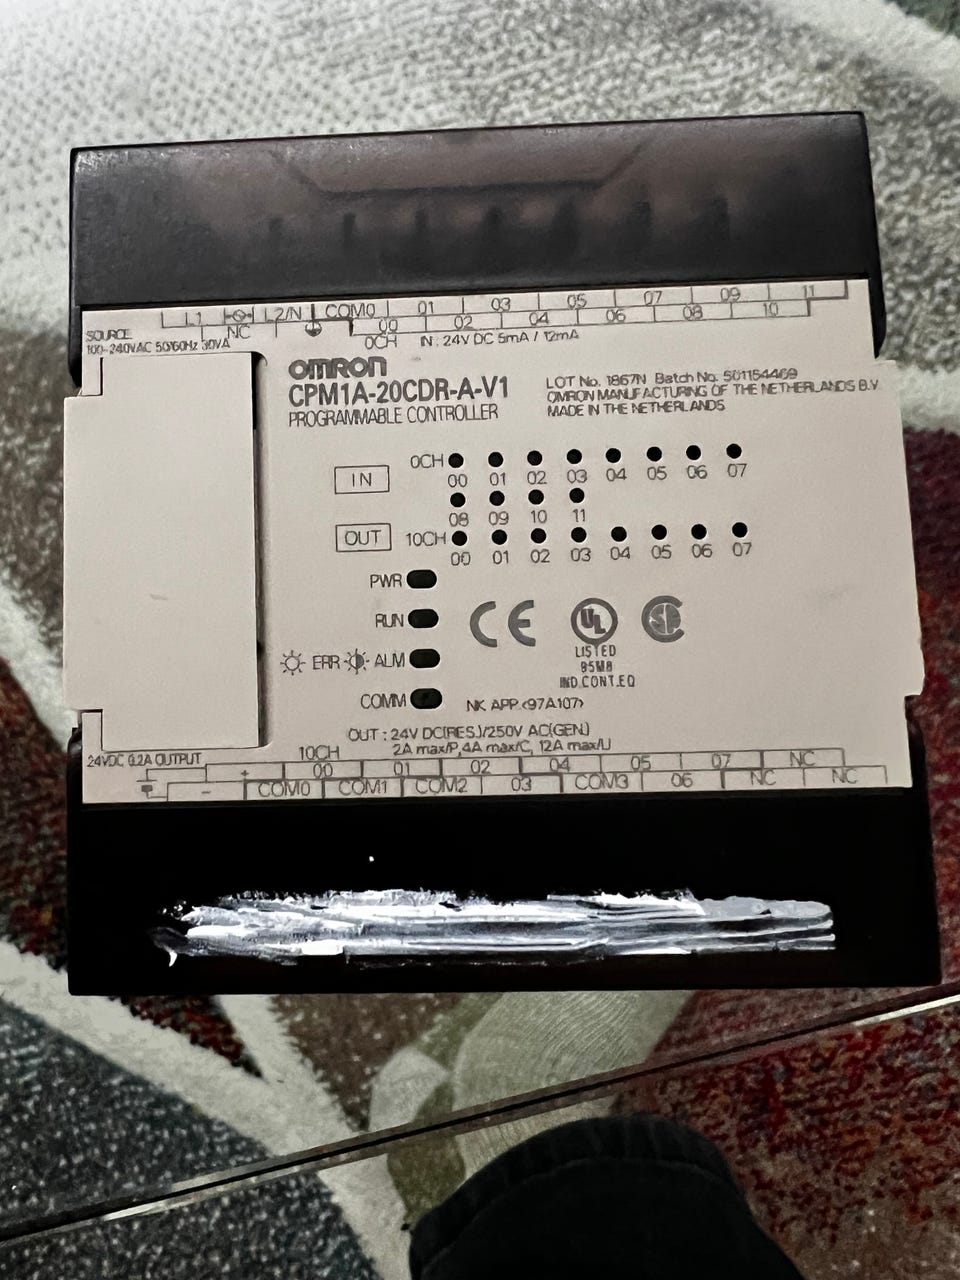 L1 L2/N COM0 01 03 05 07 09 11
NC 00 02 04 06 08 10
SOURCE
100-240VAC 50/60Hz 30VA
0CH IN : 24V DC 5mA / 12mA
OMRON
CPM1A-20CDR-A-V1
PROGRAMMABLE CONTROLLER
LOT No. 1867N Batch No. 501154469
OMRON MANUFACTURING OF THE NETHERLANDS B.V.
MADE IN THE NETHERLANDS
IN 0CH
00 01 02 03 04 05 06 07
08 09 10 11
OUT 10CH
00 01 02 03 04 05 06 07
PWR
RUN
ERR ALM
COMM
CE UL SP
LISTED
85M8
IND.CONT.EQ
NK APP.<97A107>
OUT : 24V DC(RES.)/250V AC(GEN)
2A max/P,4A max/C, 12A max/U
24VDC 0.2A OUTPUT
10CH
+ 00 01 02 04 05 07 NC
- COM0 COM1 COM2 03 COM3 06 NC NC